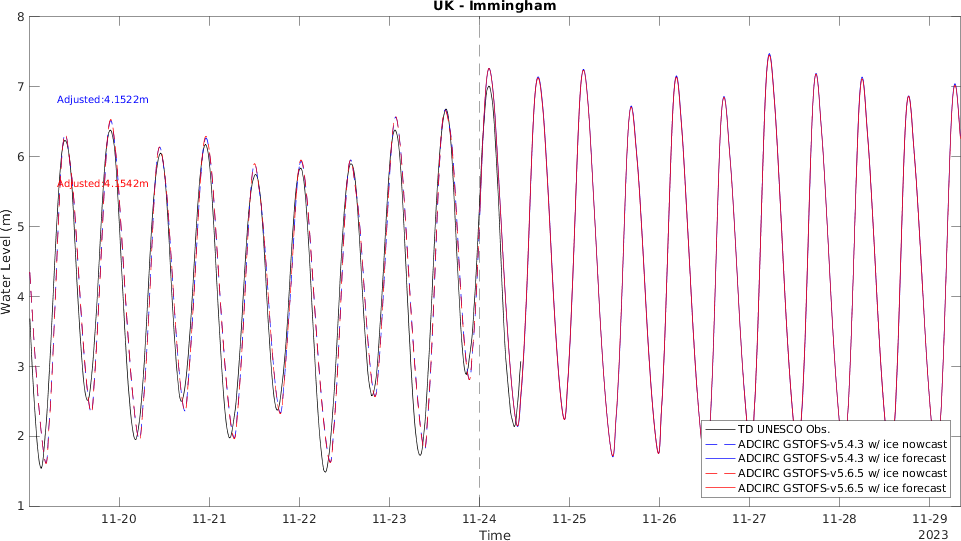 UK - Immingham
8
7
6
5
4
3
2
1
Water Level (m)
Adjusted:4.1522m
Adjusted:4.1542m
TD UNESCO Obs.
ADCIRC GSTOFS-v5.4.3 w/ ice nowcast
ADCIRC GSTOFS-v5.4.3 w/ ice forecast
ADCIRC GSTOFS-v5.6.5 w/ ice nowcast
ADCIRC GSTOFS-v5.6.5 w/ ice forecast
11-20 11-21 11-22 11-23 11-24 11-25 11-26 11-27 11-28 11-29
Time
2023